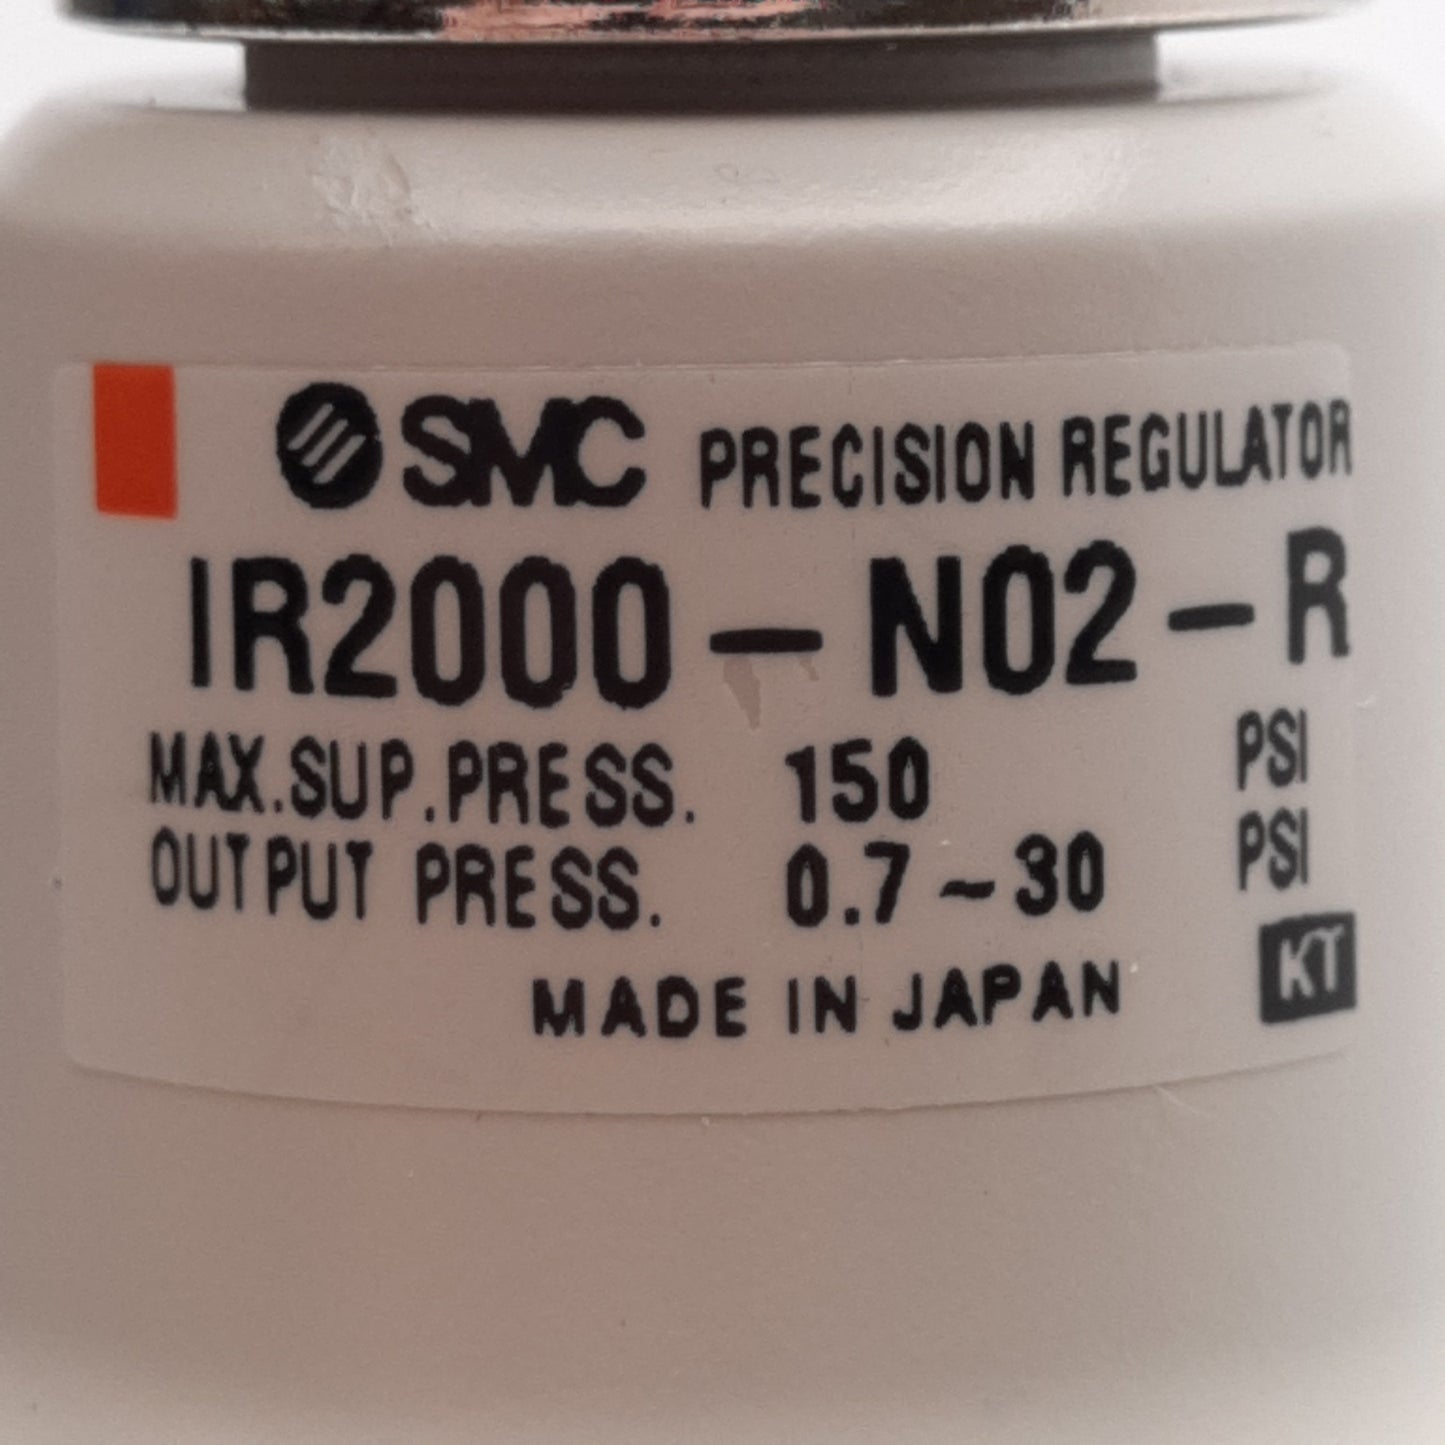 SMC PRECISION REGULATOR
IR2000-N02-R
MAX.SUP.PRESS. 150 PSI
OUTPUT PRESS. 0.7~30 PSI
MADE IN JAPAN KT